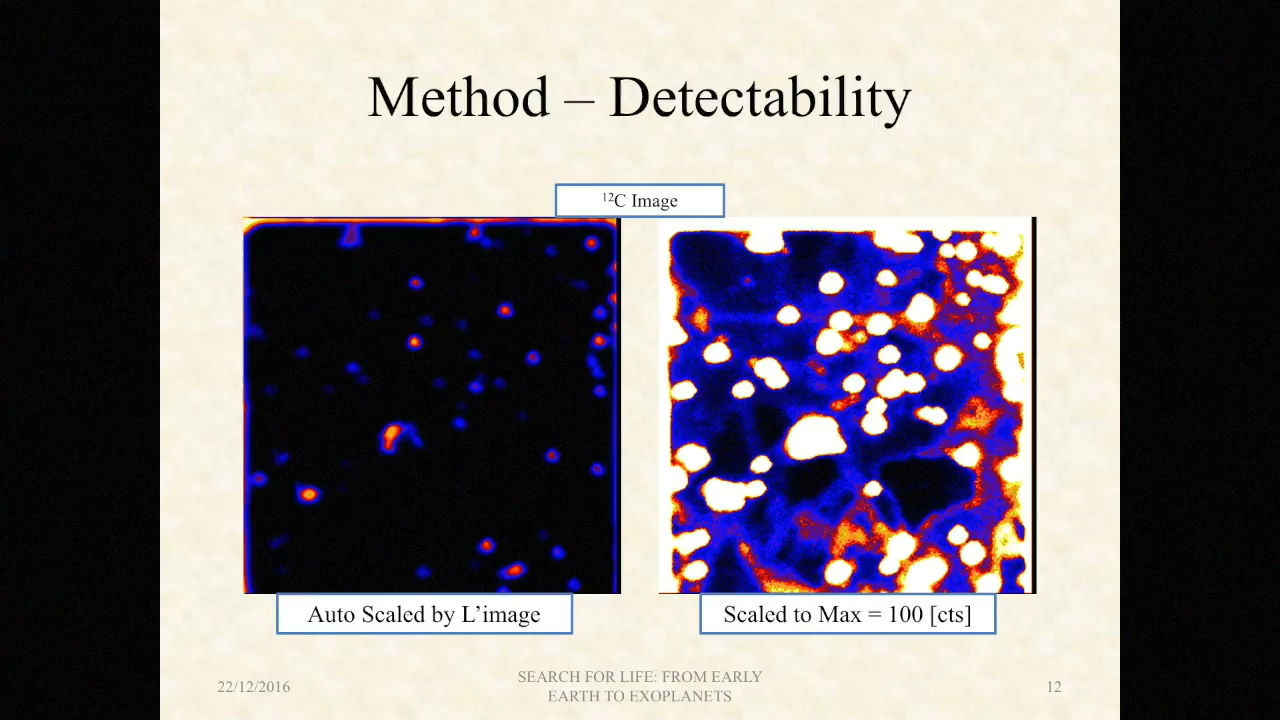 Method – Detectability
¹²C Image
Auto Scaled by L’image
Scaled to Max = 100 [cts]
22/12/2016
SEARCH FOR LIFE: FROM EARLY
EARTH TO EXOPLANETS
12